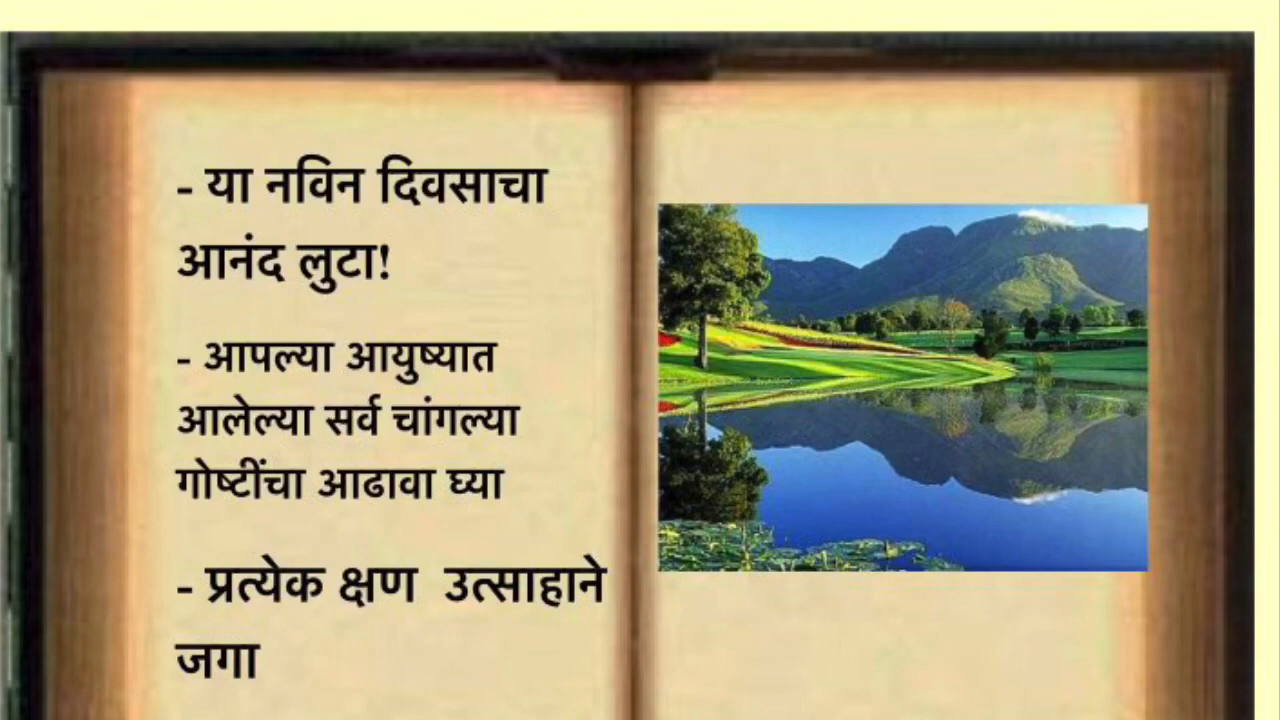 - या नविन दिवसाचा
आनंद लुटा!
- आपल्या आयुष्यात
आलेल्या सर्व चांगल्या
गोष्टींचा आढावा घ्या
- प्रत्येक क्षण  उत्साहाने
जगा